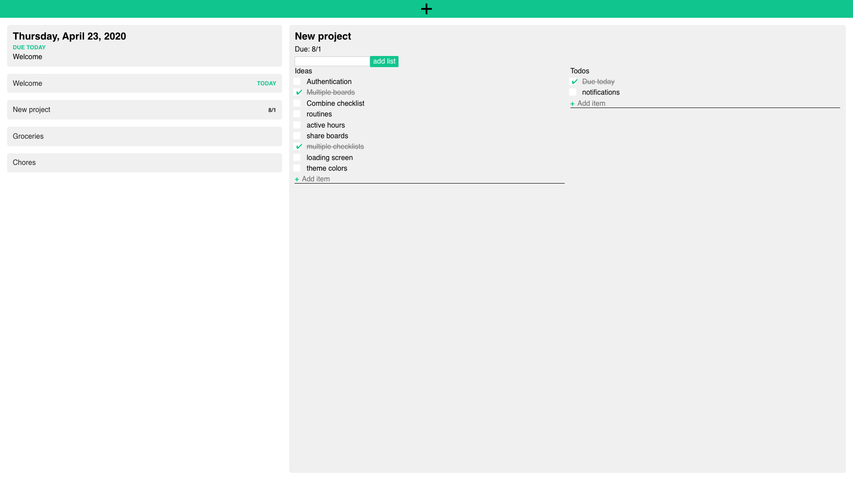 +
Thursday, April 23, 2020
DUE TODAY
Welcome
Welcome TODAY
New project 8/1
Groceries
Chores
New project
Due: 8/1
add list
Ideas
Authentication
Multiple boards
Combine checklist
routines
active hours
share boards
multiple checklists
loading screen
theme colors
+ Add item
Todos
Due today
notifications
+ Add item